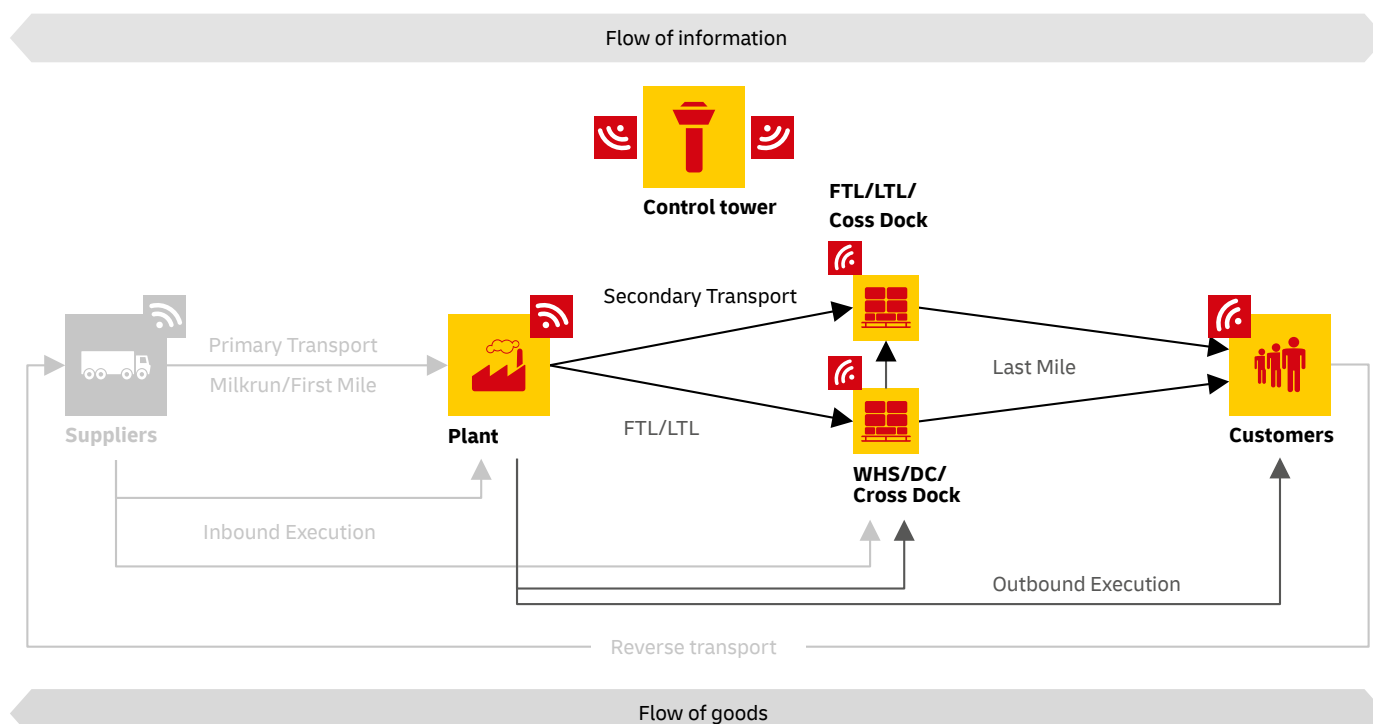 Flow of information
Control tower
FTL/LTL/
Coss Dock
Secondary Transport
Primary Transport
Milkrun/First Mile
Last Mile
FTL/LTL
Suppliers
Plant
Customers
WHS/DC/
Cross Dock
Inbound Execution
Outbound Execution
Reverse transport
Flow of goods